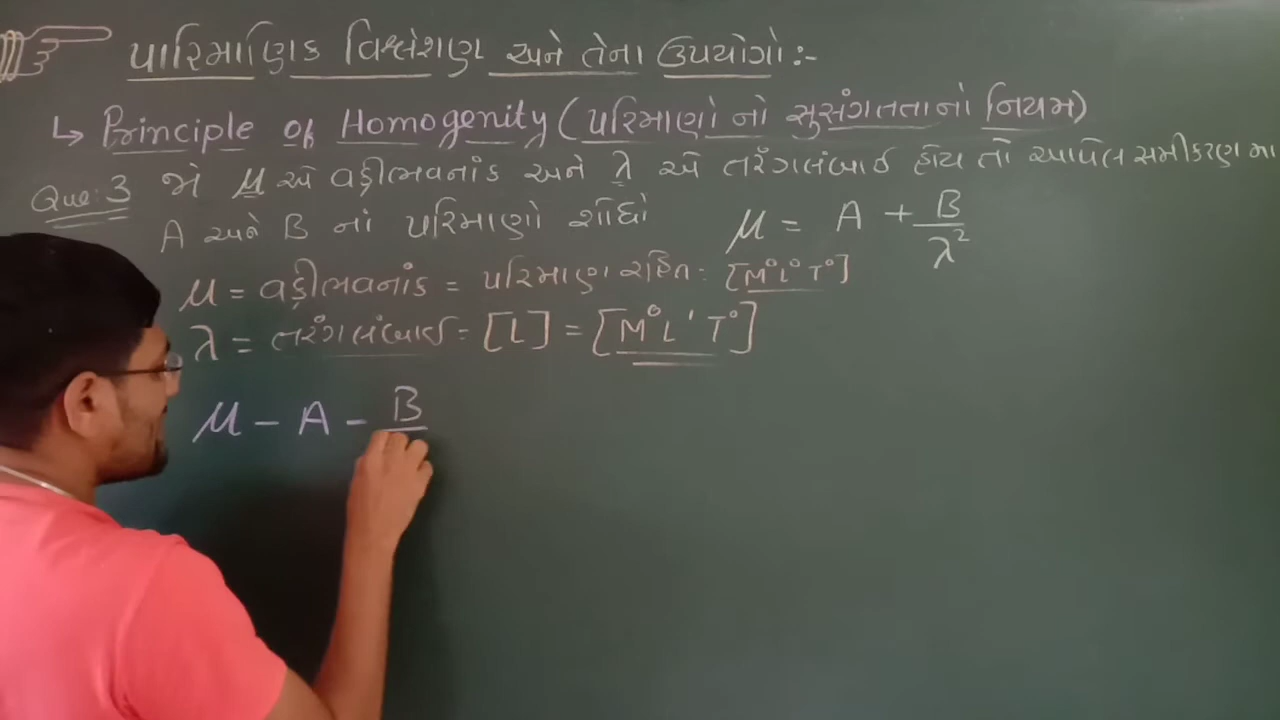 પારિમાણિક વિશ્લેશણ અને તેના ઉપયોગો:-
↳ Principle of Homogenity (પરિમાણો નો સુસંગતતાનો નિયમ)
Que:3 જો μ એ વક્રીભવનાંક અને λ એ તરંગલંબાઈ હોય તો આપેલ સમીકરણ મા
A અને B નાં પરિમાણો શોધો μ = A + B/λ²
μ = વક્રીભવનાંક = પરિમાણ રહિત = [M⁰L⁰T⁰]
λ = તરંગલંબાઈ = [L] = [M⁰L¹T⁰]
μ - A - B